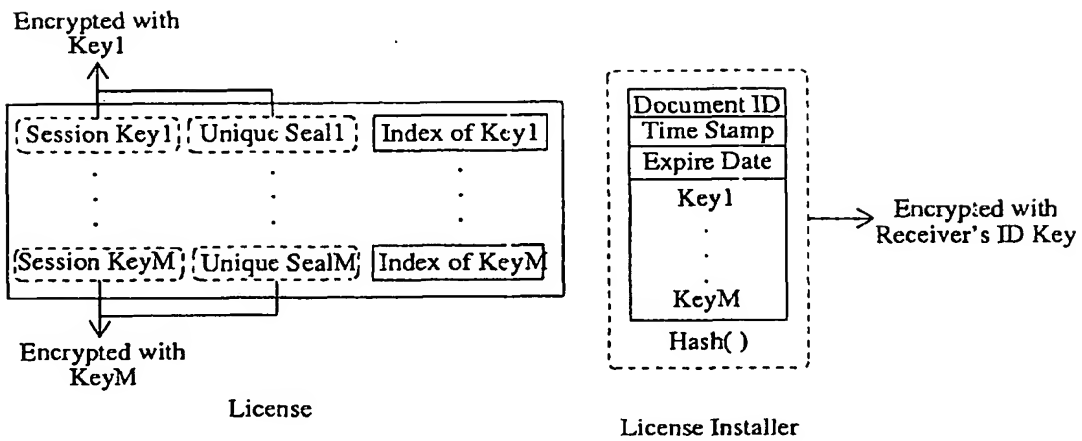 Encrypted with
Key1
Session Key1 Unique Seal1 Index of Key1
Session KeyM Unique SealM Index of KeyM
Encrypted with
KeyM
License
Document ID
Time Stamp
Expire Date
Key1
KeyM
Hash( )
Encrypted with
Receiver's ID Key
License Installer